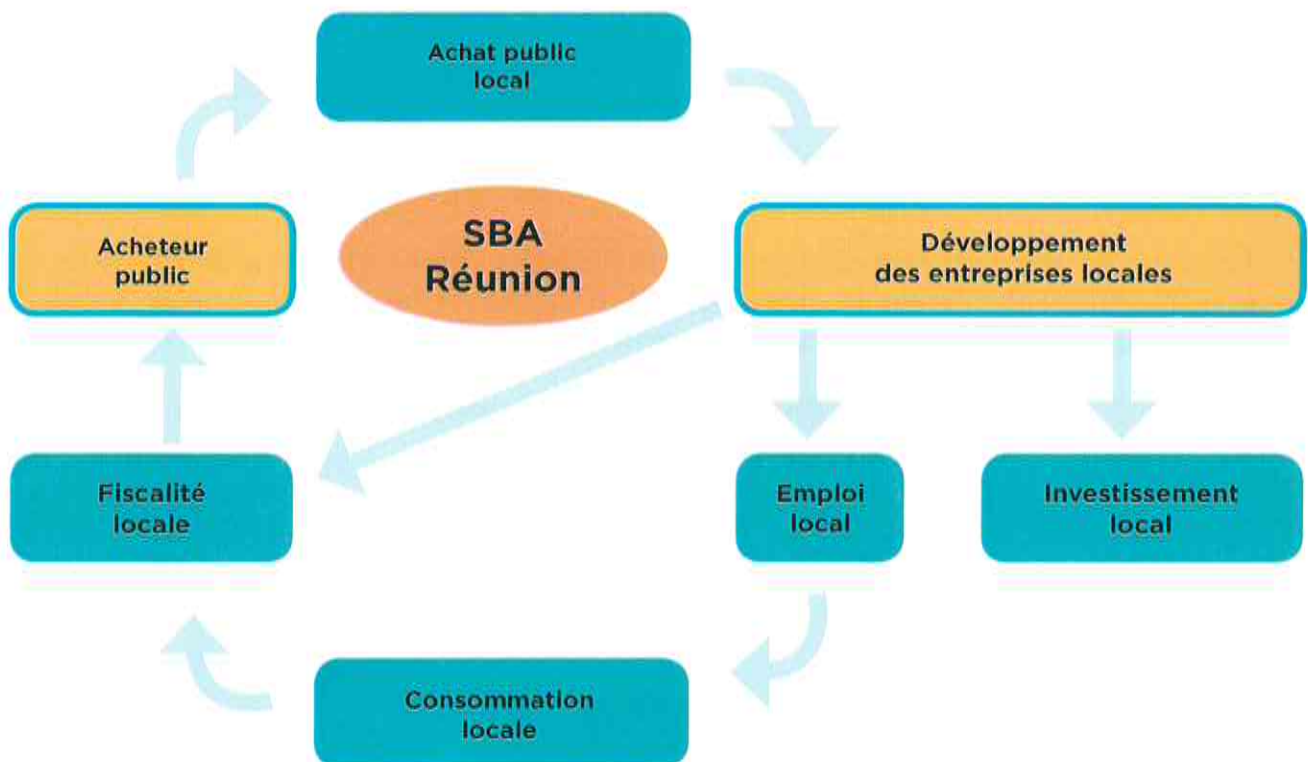 Achat public
local
SBA
Réunion
Acheteur
public
Développement
des entreprises locales
Fiscalité
locale
Emploi
local
Investissement
local
Consommation
locale